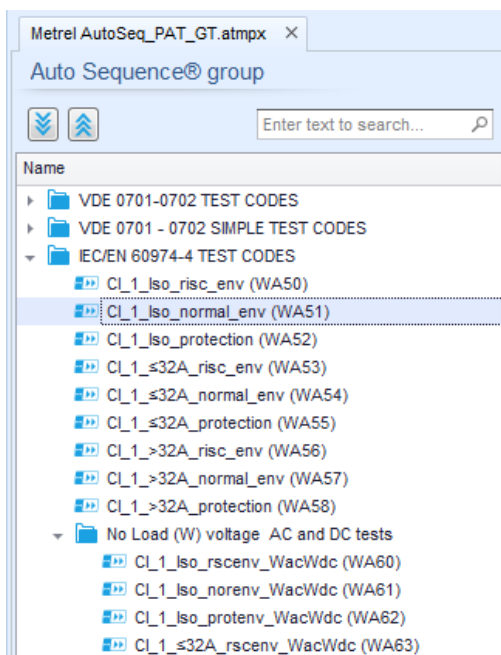 Metrel AutoSeq_PAT_GT.atmpx ×
Auto Sequence® group
Enter text to search...
Name
VDE 0701-0702 TEST CODES
VDE 0701 - 0702 SIMPLE TEST CODES
IEC/EN 60974-4 TEST CODES
Cl_1_Iso_risc_env (WA50)
Cl_1_Iso_normal_env (WA51)
Cl_1_Iso_protection (WA52)
Cl_1_≤32A_risc_env (WA53)
Cl_1_≤32A_normal_env (WA54)
Cl_1_≤32A_protection (WA55)
Cl_1_>32A_risc_env (WA56)
Cl_1_>32A_normal_env (WA57)
Cl_1_>32A_protection (WA58)
No Load (W) voltage  AC and DC tests
Cl_1_Iso_rscenv_WacWdc (WA60)
Cl_1_Iso_norenv_WacWdc (WA61)
Cl_1_Iso_protenv_WacWdc (WA62)
Cl_1_≤32A_rscenv_WacWdc (WA63)